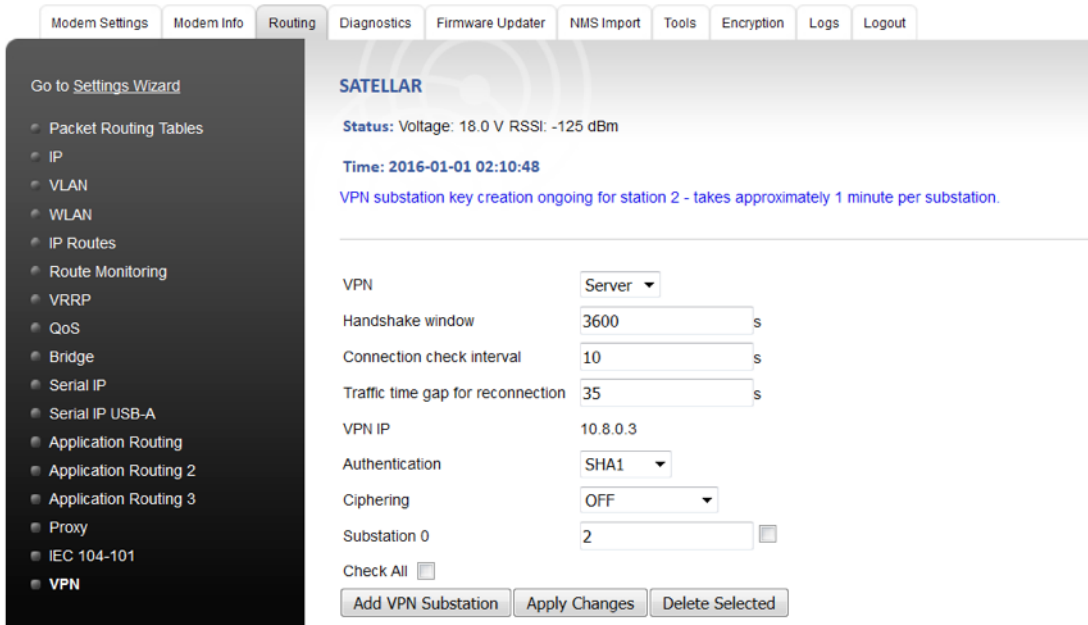 Modem Settings Modem Info Routing Diagnostics Firmware Updater NMS Import Tools Encryption Logs Logout
Go to Settings Wizard
Packet Routing Tables
IP
VLAN
WLAN
IP Routes
Route Monitoring
VRRP
QoS
Bridge
Serial IP
Serial IP USB-A
Application Routing
Application Routing 2
Application Routing 3
Proxy
IEC 104-101
VPN
SATELLAR
Status: Voltage: 18.0 V RSSI: -125 dBm
Time: 2016-01-01 02:10:48
VPN substation key creation ongoing for station 2 - takes approximately 1 minute per substation.
VPN Server
Handshake window 3600 s
Connection check interval 10 s
Traffic time gap for reconnection 35 s
VPN IP 10.8.0.3
Authentication SHA1
Ciphering OFF
Substation 0 2
Check All
Add VPN Substation Apply Changes Delete Selected